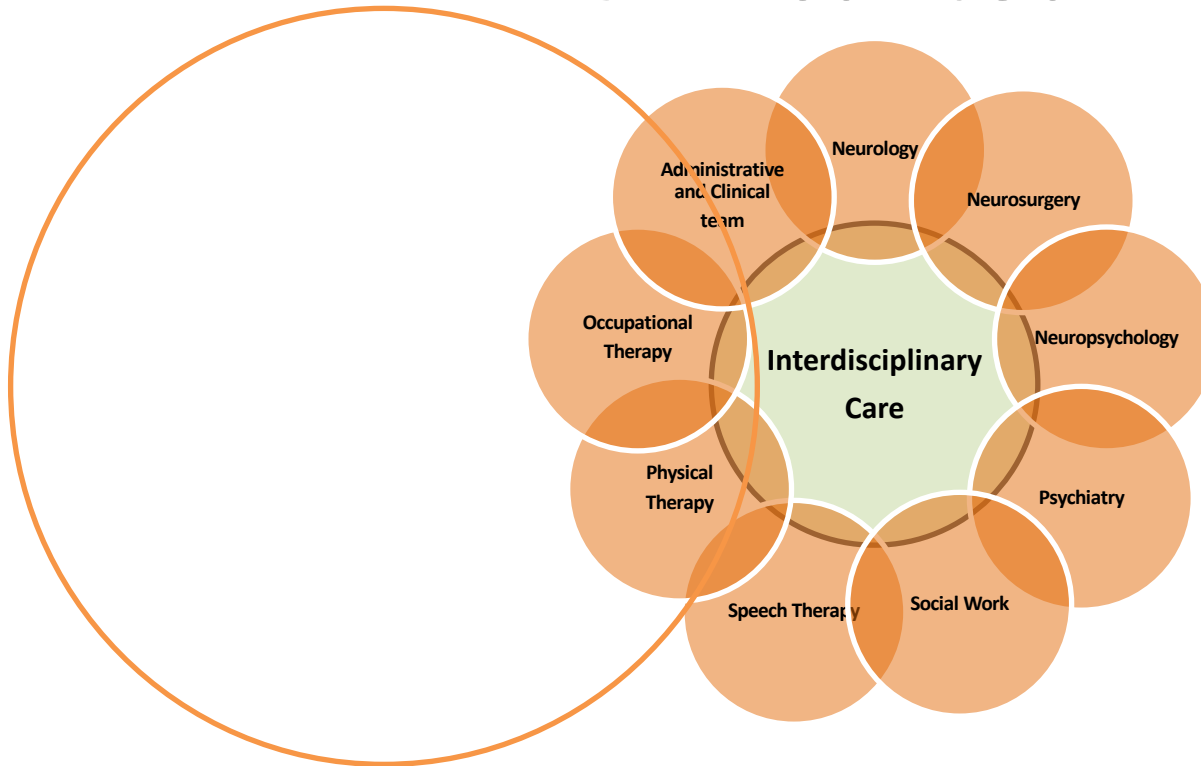 Neurology
Administrative
and Clinical
team
Neurosurgery
Occupational
Therapy
Neuropsychology
Interdisciplinary
Care
Physical
Therapy
Psychiatry
Speech Therapy
Social Work